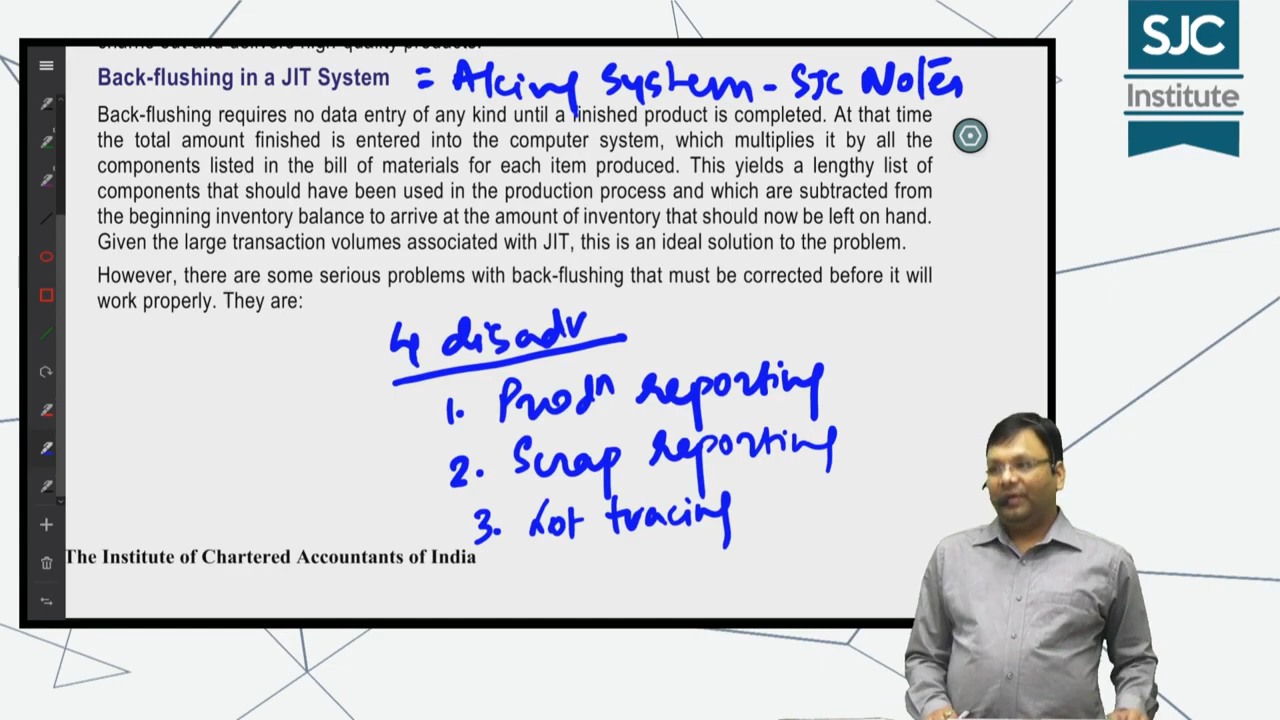 Back-flushing in a JIT System = Alcing System - SJC Notes
SJC
Institute
Back-flushing requires no data entry of any kind until a finished product is completed. At that time
the total amount finished is entered into the computer system, which multiplies it by all the
components listed in the bill of materials for each item produced. This yields a lengthy list of
components that should have been used in the production process and which are subtracted from
the beginning inventory balance to arrive at the amount of inventory that should now be left on hand.
Given the large transaction volumes associated with JIT, this is an ideal solution to the problem.
However, there are some serious problems with back-flushing that must be corrected before it will
work properly. They are:
4 disadv
1. Prodn reporting
2. Scrap reporting
3. Lot tracing
The Institute of Chartered Accountants of India